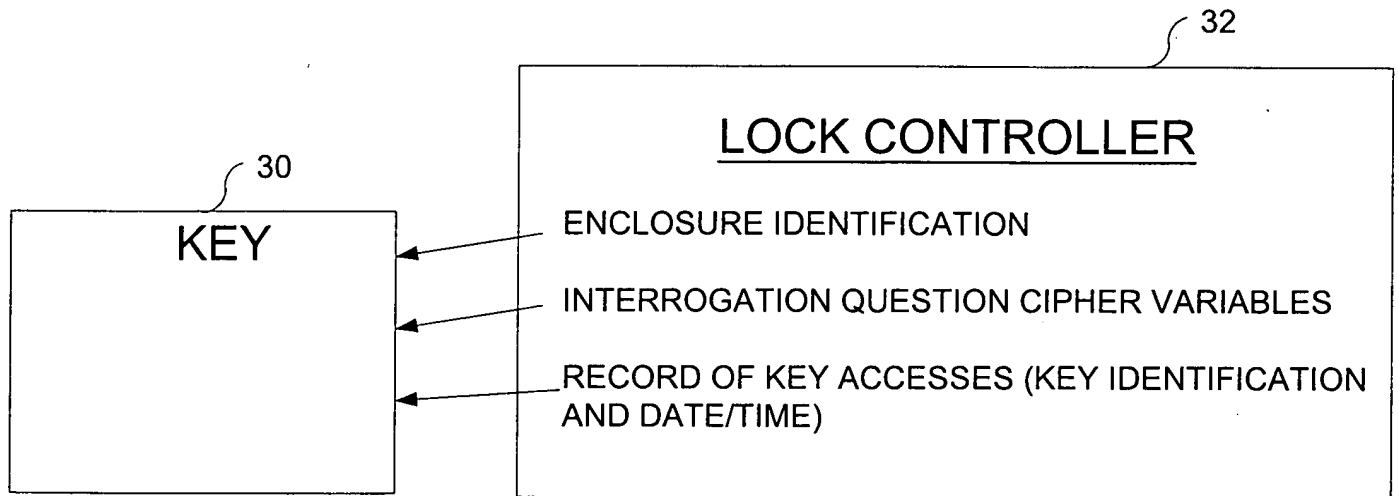 32
LOCK CONTROLLER
30
KEY
ENCLOSURE IDENTIFICATION
INTERROGATION QUESTION CIPHER VARIABLES
RECORD OF KEY ACCESSES (KEY IDENTIFICATION
AND DATE/TIME)